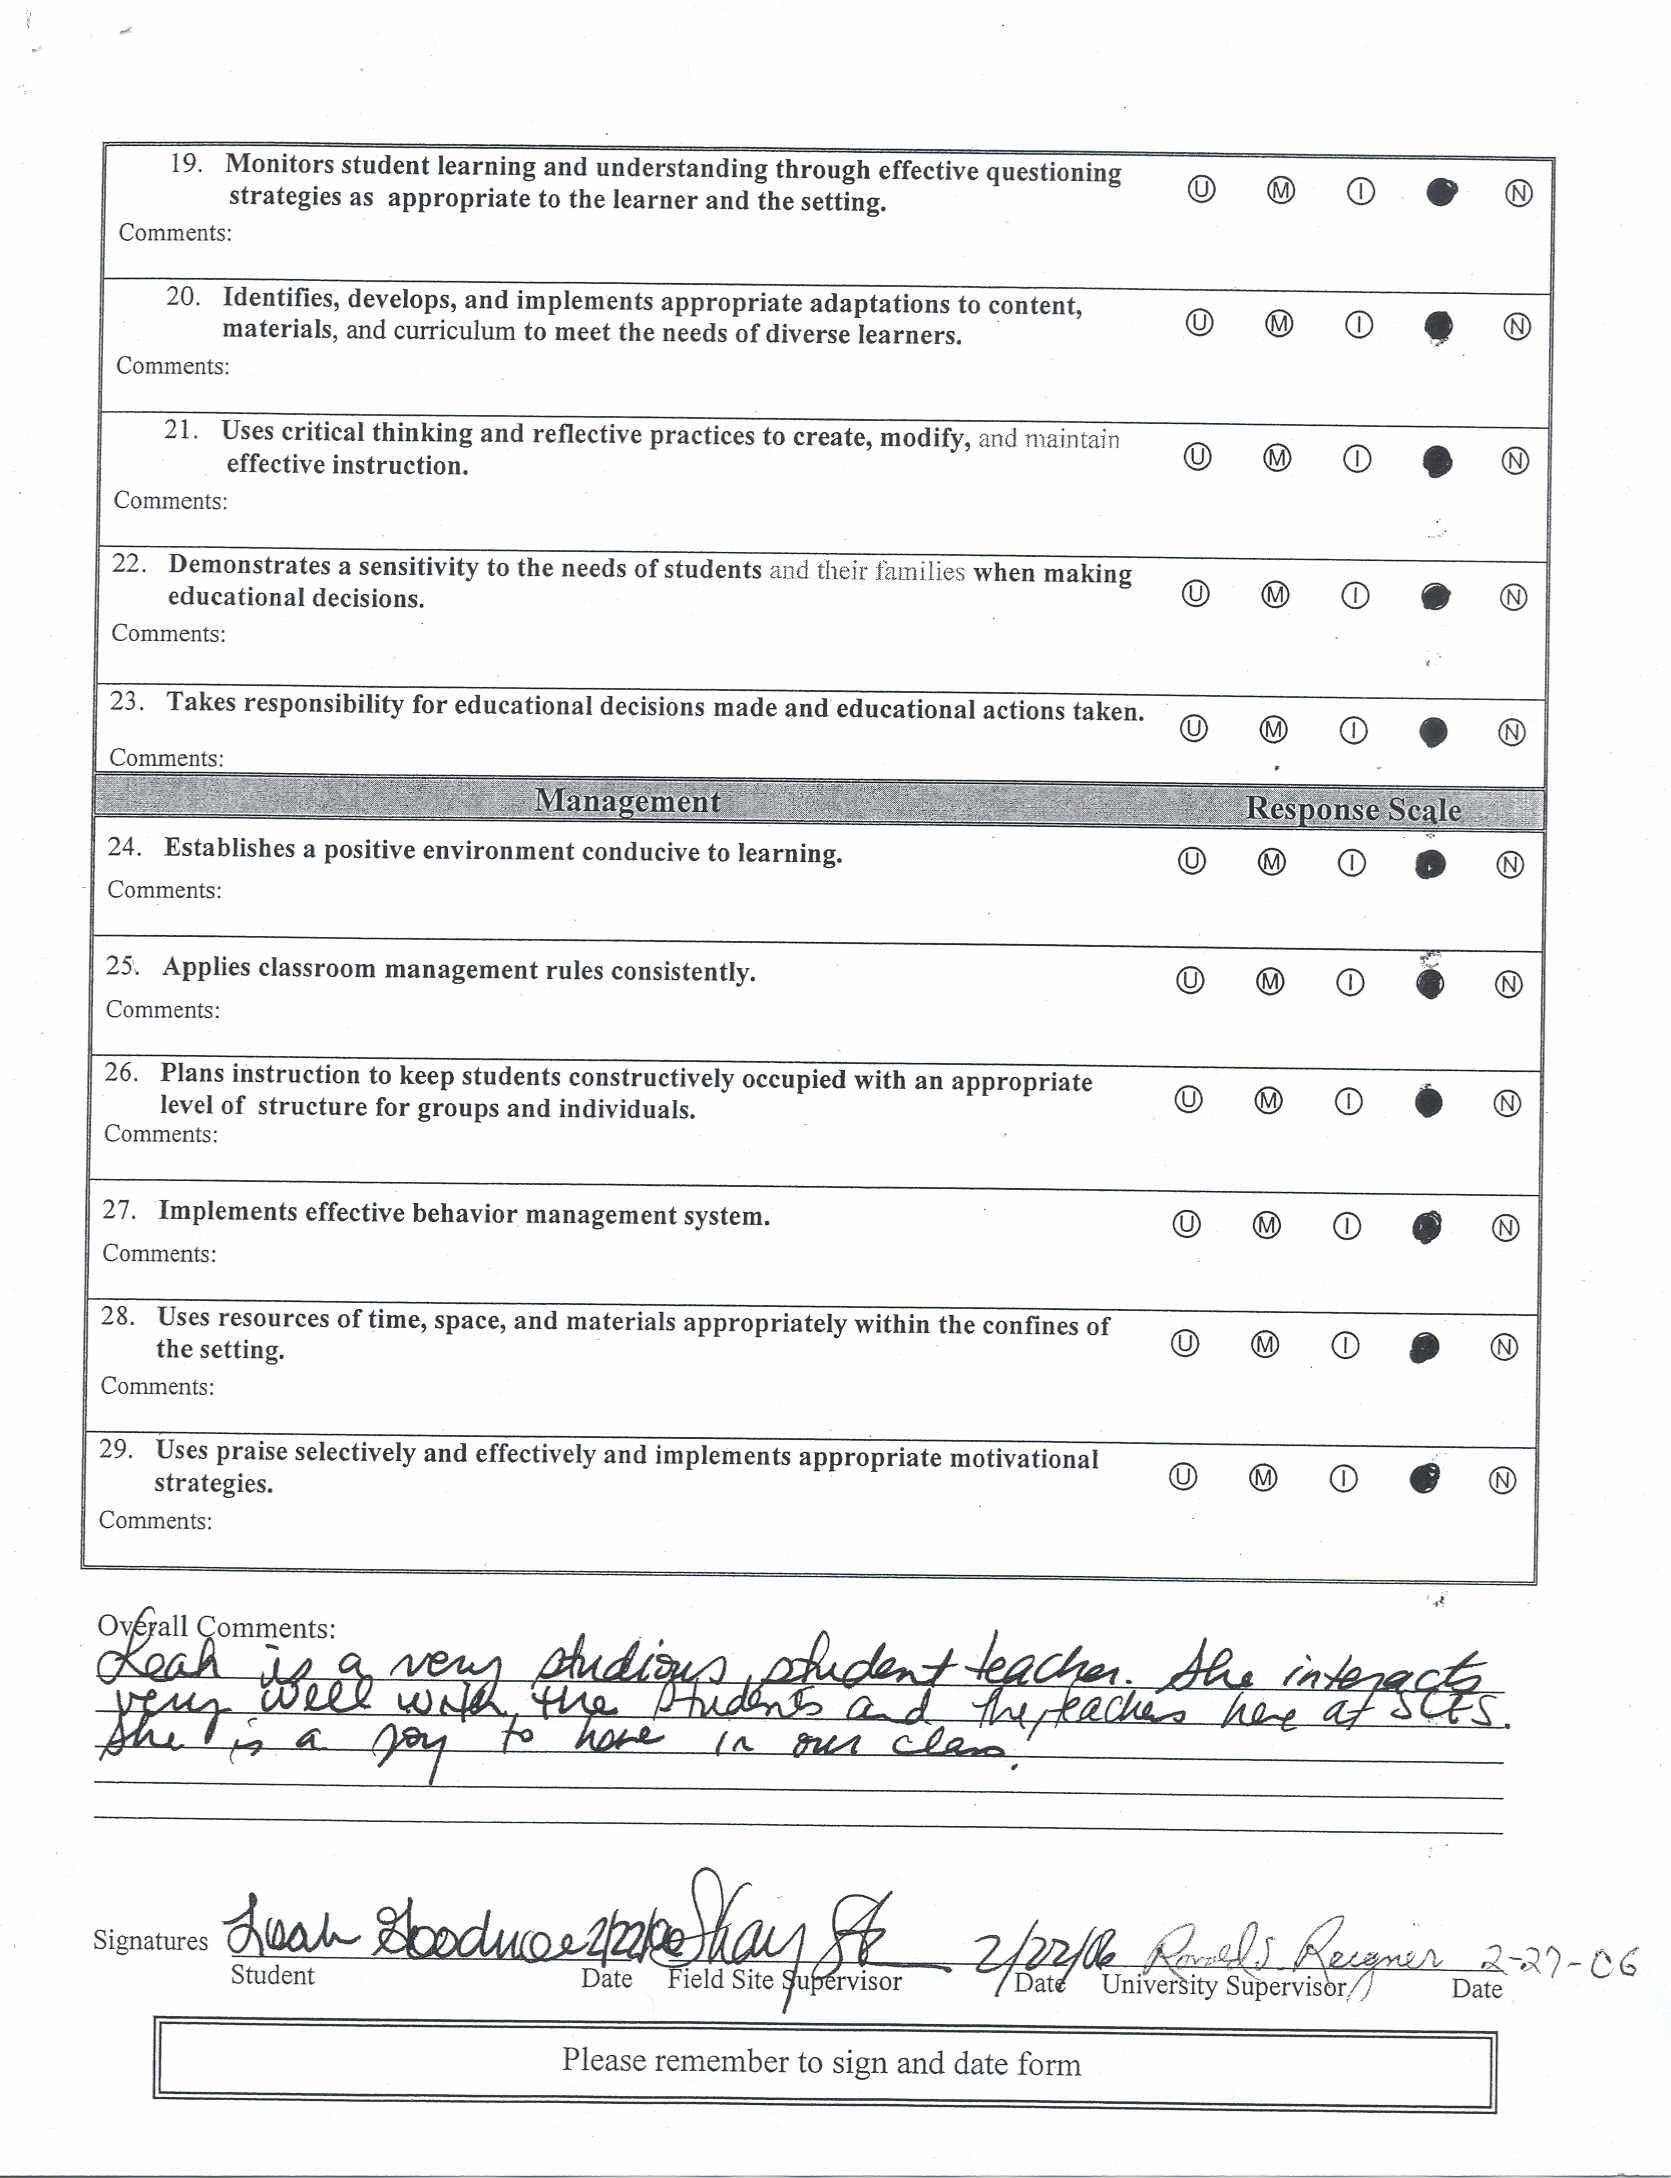 19. Monitors student learning and understanding through effective questioning
strategies as appropriate to the learner and the setting.
U M I N
Comments:
20. Identifies, develops, and implements appropriate adaptations to content,
materials, and curriculum to meet the needs of diverse learners.
U M I N
Comments:
21. Uses critical thinking and reflective practices to create, modify, and maintain
effective instruction.
U M I N
Comments:
22. Demonstrates a sensitivity to the needs of students and their families when making
educational decisions.
U M I N
Comments:
23. Takes responsibility for educational decisions made and educational actions taken.
U M I N
Comments:
Management Response Scale
24. Establishes a positive environment conducive to learning.
U M I N
Comments:
25. Applies classroom management rules consistently.
U M I N
Comments:
26. Plans instruction to keep students constructively occupied with an appropriate
level of structure for groups and individuals.
U M I N
Comments:
27. Implements effective behavior management system.
U M I N
Comments:
28. Uses resources of time, space, and materials appropriately within the confines of
the setting.
U M I N
Comments:
29. Uses praise selectively and effectively and implements appropriate motivational
strategies.
U M I N
Comments:
Overall Comments:
Leah is a very studious student teacher. She interacts
very well with the students and the teachers here at SCES.
She is a joy to have in our class.
Signatures Leah 2/22/06 Shay 2/22/06 Ronald S. Reigner 2-27-06
Student Date Field Site Supervisor Date University Supervisor Date
Please remember to sign and date form